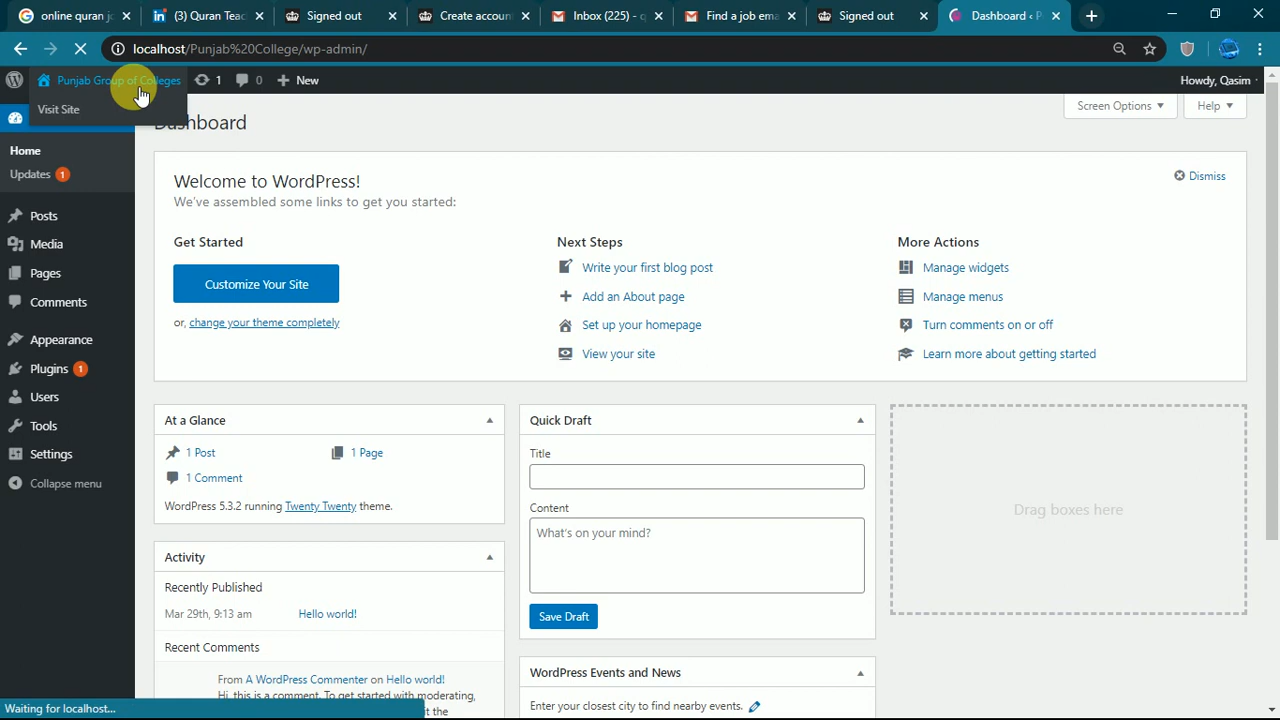 online quran jo
(3) Quran Teac
Signed out
Create accoun
Inbox (225) - q
Find a job em
Signed out
Dashboard ‹ P
localhost/Punjab%20College/wp-admin/
Punjab Group of Colleges
1
0
New
Howdy, Qasim
Visit Site
Dashboard
Screen Options
Help
Home
Updates 1
Posts
Media
Pages
Comments
Appearance
Plugins 1
Users
Tools
Settings
Collapse menu
Welcome to WordPress!
We've assembled some links to get you started:
Dismiss
Get Started
Customize Your Site
or, change your theme completely
Next Steps
Write your first blog post
Add an About page
Set up your homepage
View your site
More Actions
Manage widgets
Manage menus
Turn comments on or off
Learn more about getting started
At a Glance
1 Post
1 Page
1 Comment
WordPress 5.3.2 running Twenty Twenty theme.
Activity
Recently Published
Mar 29th, 9:13 am
Hello world!
Recent Comments
From A WordPress Commenter on Hello world!
Hi, this is a comment. To get started with moderating,
it the
Quick Draft
Title
Content
What's on your mind?
Save Draft
WordPress Events and News
Enter your closest city to find nearby events.
Drag boxes here
Waiting for localhost...